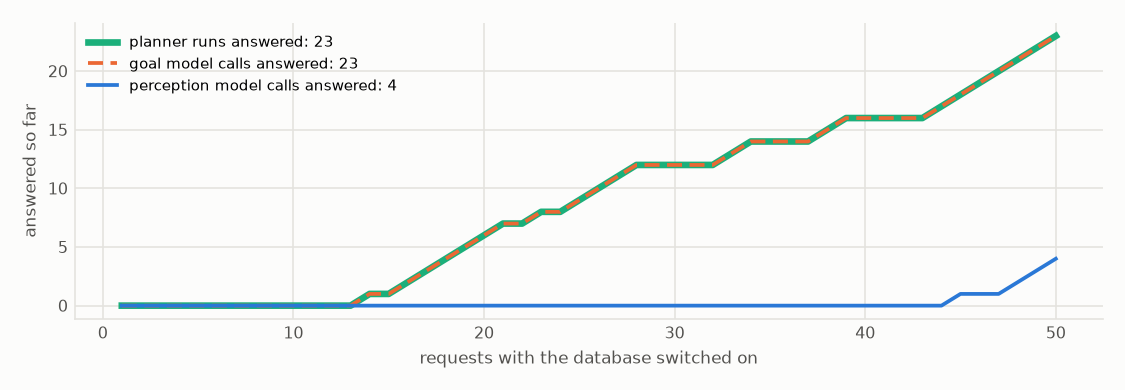 planner runs answered: 23
goal model calls answered: 23
perception model calls answered: 4
answered so far
20
15
10
5
0
0 10 20 30 40 50
requests with the database switched on